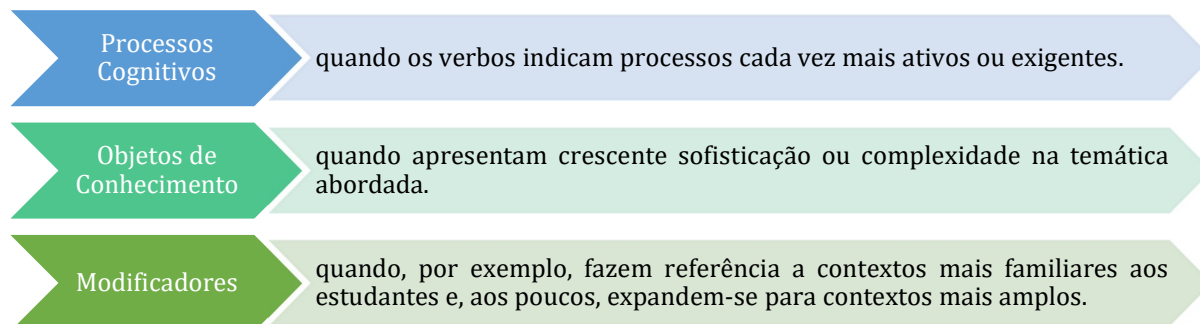 Processos
Cognitivos
quando os verbos indicam processos cada vez mais ativos ou exigentes.
Objetos de
Conhecimento
quando apresentam crescente sofisticação ou complexidade na temática
abordada.
Modificadores
quando, por exemplo, fazem referência a contextos mais familiares aos
estudantes e, aos poucos, expandem-se para contextos mais amplos.